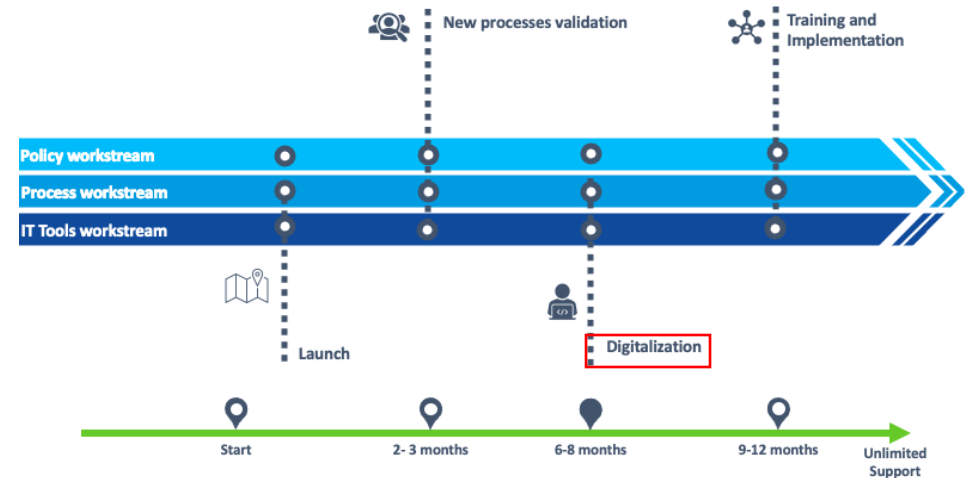 New processes validation
Training and
Implementation
Policy workstream
Process workstream
IT Tools workstream
Launch
Digitalization
Start
2- 3 months
6-8 months
9-12 months
Unlimited
Support